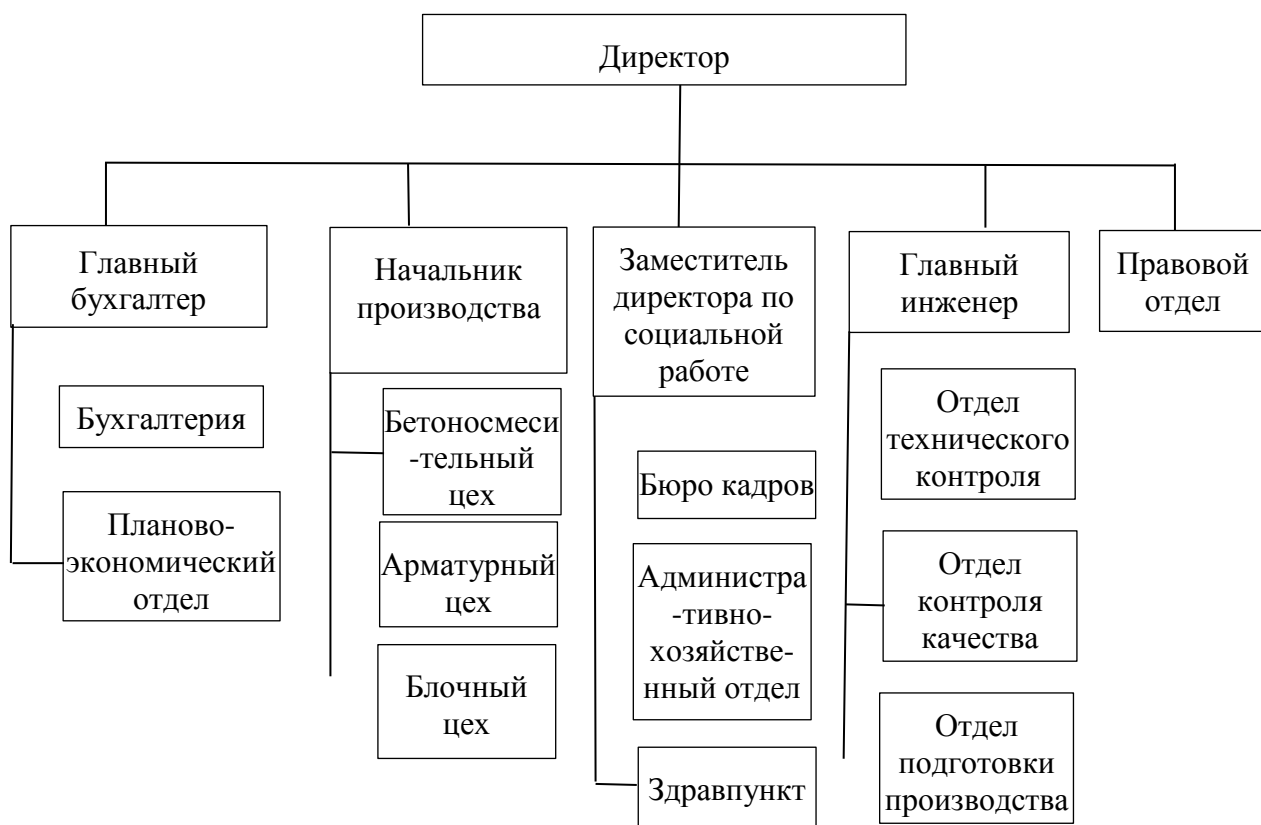 Директор
Главный
бухгалтер
Начальник
производства
Заместитель
директора по
социальной
работе
Главный
инженер
Правовой
отдел
Бухгалтерия
Планово-
экономический
отдел
Бетоносмеси
-тельный
цех
Арматурный
цех
Блочный
цех
Бюро кадров
Администра
-тивно-
хозяйстве-
нный отдел
Здравпункт
Отдел
технического
контроля
Отдел
контроля
качества
Отдел
подготовки
производства